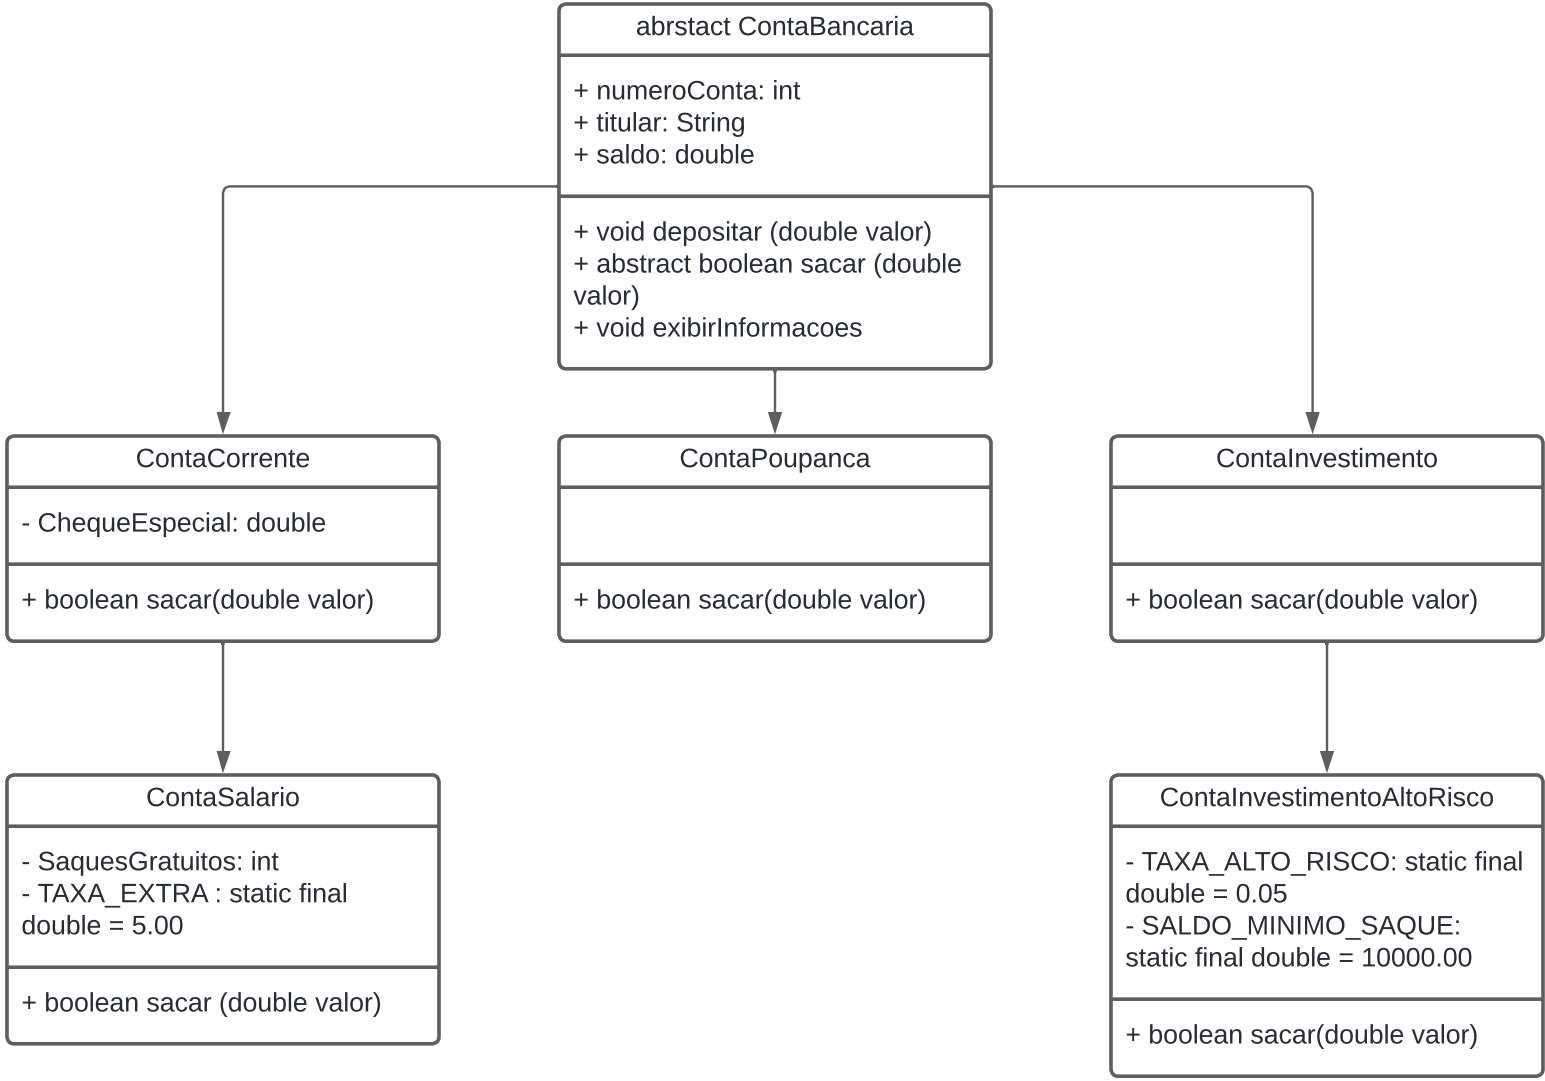 abrstact ContaBancaria
+ numeroConta: int
+ titular: String
+ saldo: double
+ void depositar (double valor)
+ abstract boolean sacar (double
valor)
+ void exibirInformacoes
ContaCorrente
- ChequeEspecial: double
+ boolean sacar(double valor)
ContaPoupanca
+ boolean sacar(double valor)
ContaInvestimento
+ boolean sacar(double valor)
ContaSalario
- SaquesGratuitos: int
- TAXA_EXTRA : static final
double = 5.00
+ boolean sacar (double valor)
ContaInvestimentoAltoRisco
- TAXA_ALTO_RISCO: static final
double = 0.05
- SALDO_MINIMO_SAQUE:
static final double = 10000.00
+ boolean sacar(double valor)